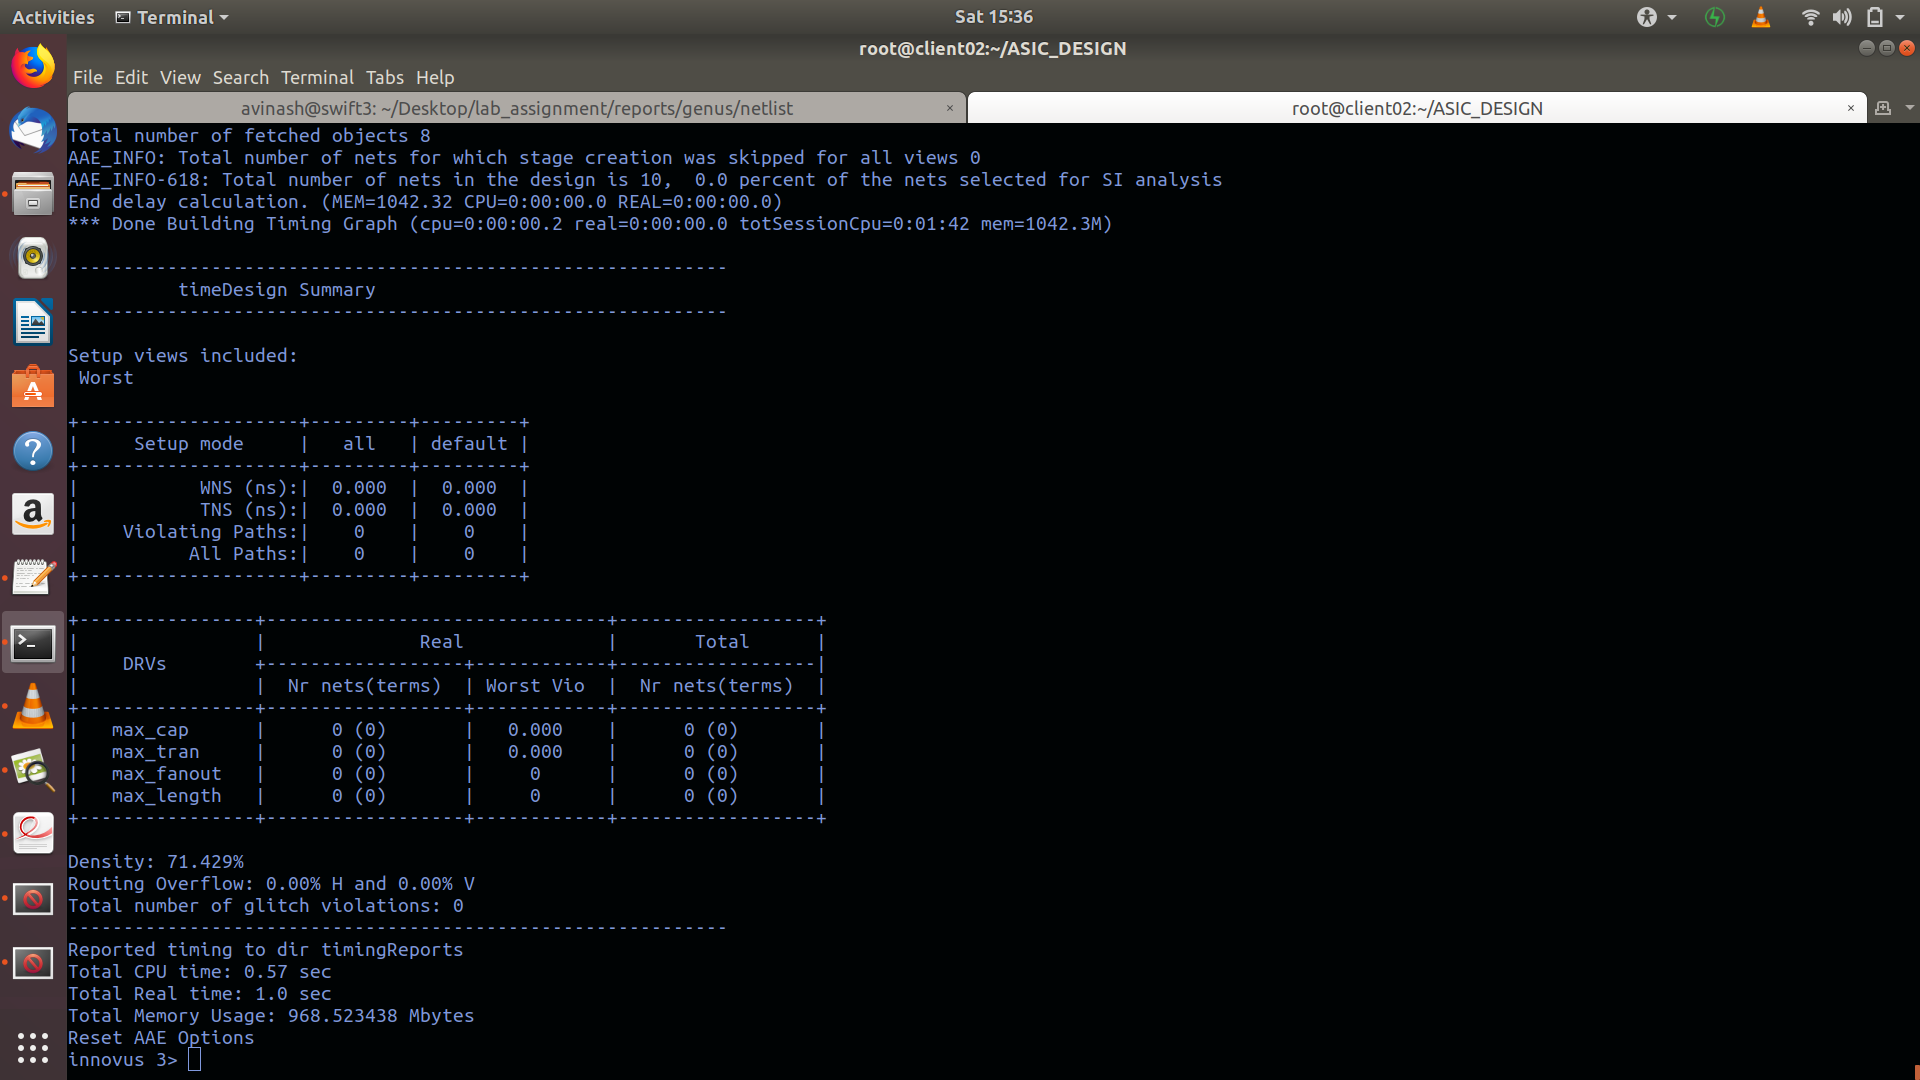 Activities
Terminal
Sat 15:36
root@client02:~/ASIC_DESIGN
File Edit View Search Terminal Tabs Help
avinash@swift3: ~/Desktop/lab_assignment/reports/genus/netlist × root@client02:~/ASIC_DESIGN ×
Total number of fetched objects 8
AAE_INFO: Total number of nets for which stage creation was skipped for all views 0
AAE_INFO-618: Total number of nets in the design is 10,  0.0 percent of the nets selected for SI analysis
End delay calculation. (MEM=1042.32 CPU=0:00:00.0 REAL=0:00:00.0)
*** Done Building Timing Graph (cpu=0:00:00.2 real=0:00:00.0 totSessionCpu=0:01:42 mem=1042.3M)
------------------------------------------------------------
          timeDesign Summary
------------------------------------------------------------
Setup views included:
 Worst
+--------------------+---------+---------+
|     Setup mode     |   all   | default |
+--------------------+---------+---------+
|           WNS (ns):|  0.000  |  0.000  |
|           TNS (ns):|  0.000  |  0.000  |
|    Violating Paths:|    0    |    0    |
|          All Paths:|    0    |    0    |
+--------------------+---------+---------+
+----------------+-------------------------------+------------------+
|                |              Real             |       Total      |
|    DRVs        +------------------+------------+------------------|
|                |  Nr nets(terms)  | Worst Vio  |  Nr nets(terms)  |
+----------------+------------------+------------+------------------+
|   max_cap      |      0 (0)       |   0.000    |      0 (0)       |
|   max_tran     |      0 (0)       |   0.000    |      0 (0)       |
|   max_fanout   |      0 (0)       |     0      |      0 (0)       |
|   max_length   |      0 (0)       |     0      |      0 (0)       |
+----------------+------------------+------------+------------------+
Density: 71.429%
Routing Overflow: 0.00% H and 0.00% V
Total number of glitch violations: 0
------------------------------------------------------------
Reported timing to dir timingReports
Total CPU time: 0.57 sec
Total Real time: 1.0 sec
Total Memory Usage: 968.523438 Mbytes
Reset AAE Options
innovus 3>